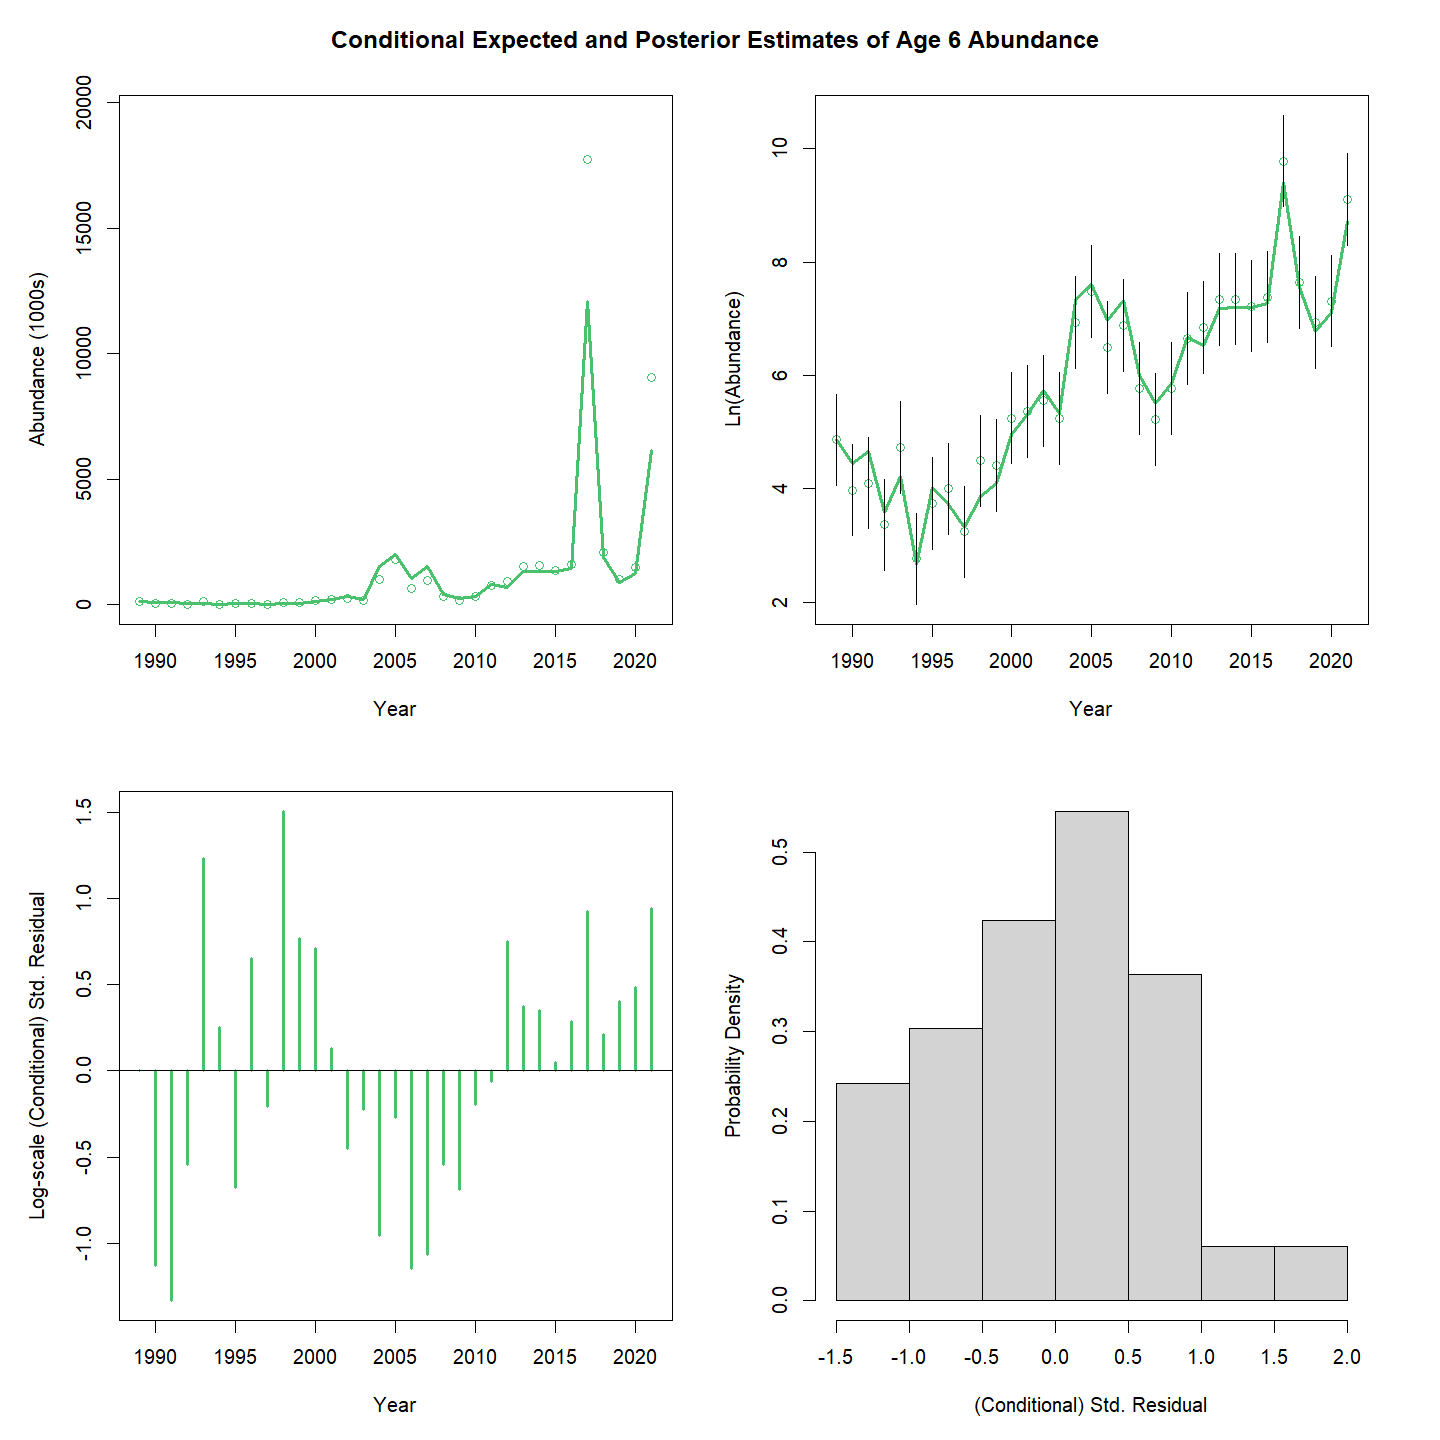 Conditional Expected and Posterior Estimates of Age 6 Abundance
Abundance (1000s)
20000
15000
10000
5000
0
1990 1995 2000 2005 2010 2015 2020
Year
Ln(Abundance)
10
8
6
4
2
1990 1995 2000 2005 2010 2015 2020
Year
Log-scale (Conditional) Std. Residual
1.5
1.0
0.5
0.0
-0.5
-1.0
1990 1995 2000 2005 2010 2015 2020
Year
Probability Density
0.5
0.4
0.3
0.2
0.1
0.0
-1.5 -1.0 -0.5 0.0 0.5 1.0 1.5 2.0
(Conditional) Std. Residual